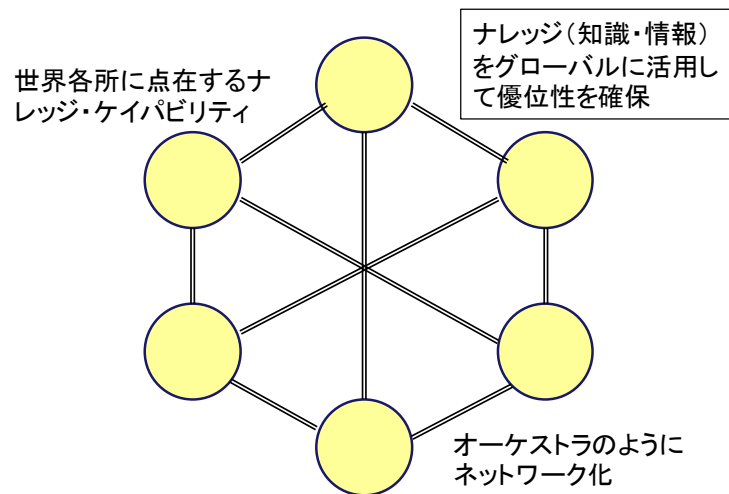 世界各所に点在するナ
レッジ・ケイパビリティ
ナレッジ（知識・情報）
をグローバルに活用し
て優位性を確保
オーケストラのように
ネットワーク化